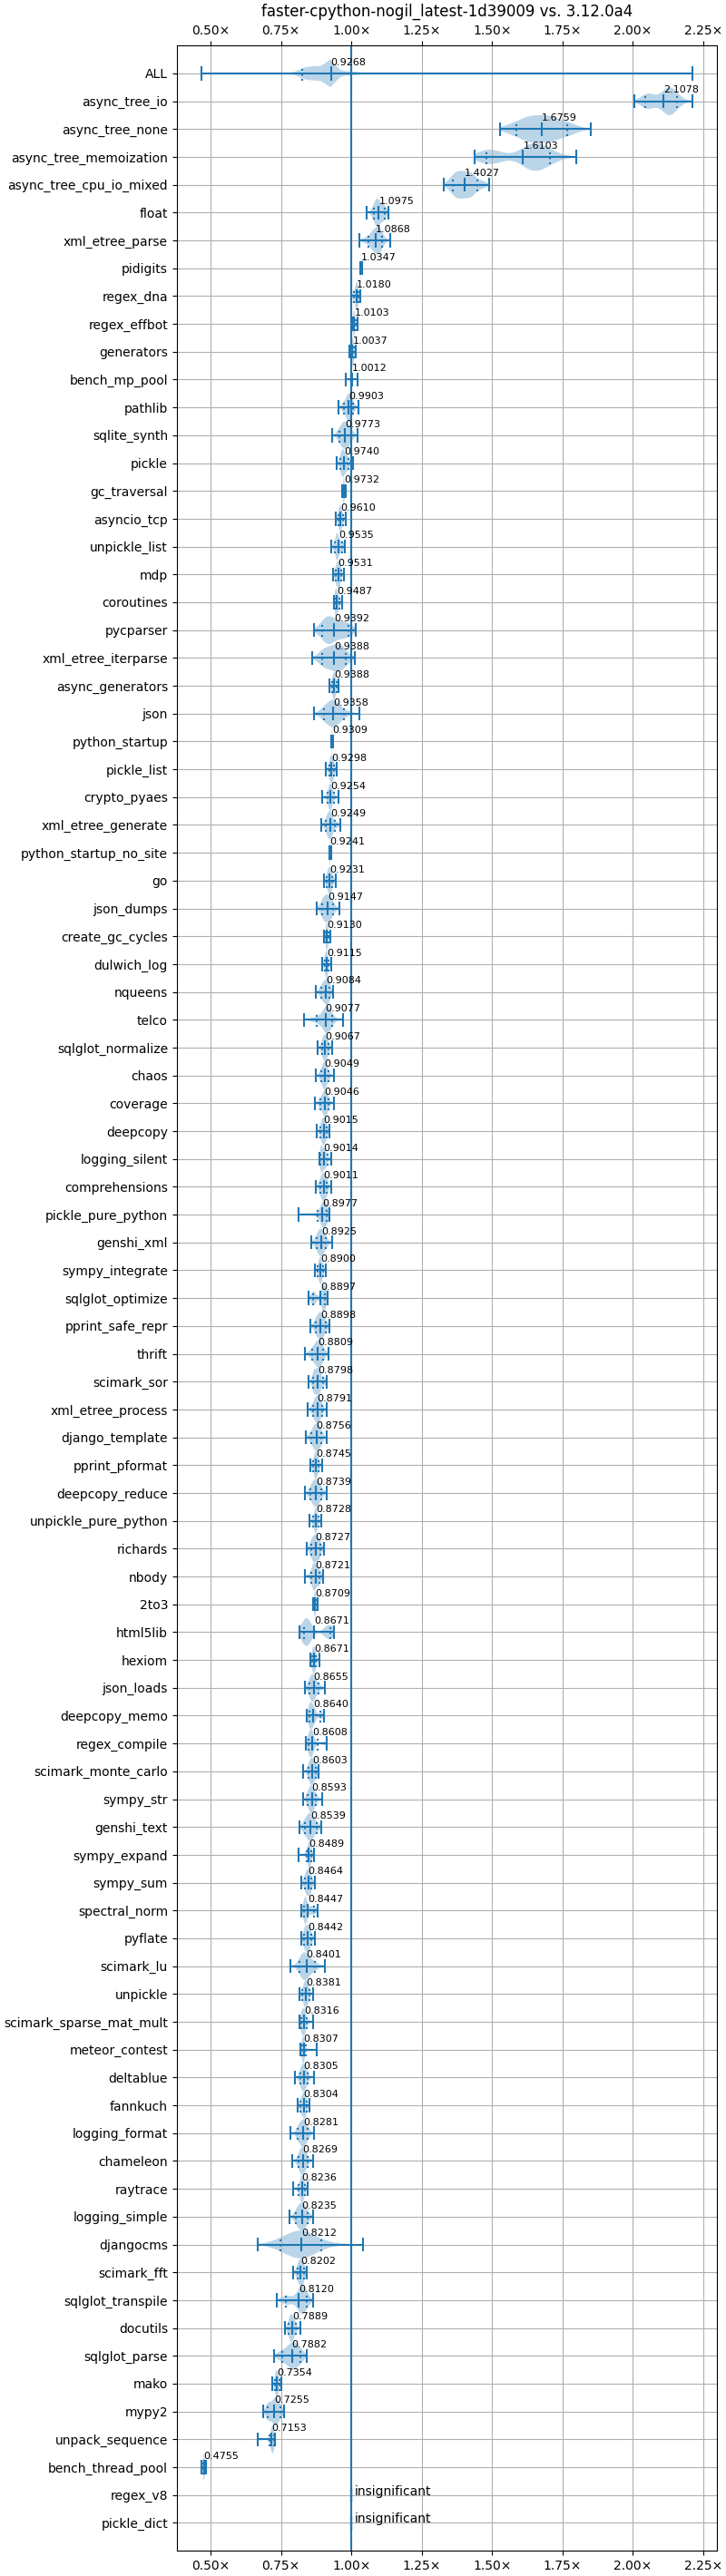 faster-cpython-nogil_latest-1d39009 vs. 3.12.0a4
0.50× 0.75× 1.00× 1.25× 1.50× 1.75× 2.00× 2.25×
ALL 0.9268
async_tree_io 2.1078
async_tree_none 1.6759
async_tree_memoization 1.6103
async_tree_cpu_io_mixed 1.4027
float 1.0975
xml_etree_parse 1.0868
pidigits 1.0347
regex_dna 1.0180
regex_effbot 1.0103
generators 1.0037
bench_mp_pool 1.0012
pathlib 0.9903
sqlite_synth 0.9773
pickle 0.9740
gc_traversal 0.9732
asyncio_tcp 0.9610
unpickle_list 0.9535
mdp 0.9531
coroutines 0.9487
pycparser 0.9392
xml_etree_iterparse 0.9388
async_generators 0.9388
json 0.9358
python_startup 0.9309
pickle_list 0.9298
crypto_pyaes 0.9254
xml_etree_generate 0.9249
python_startup_no_site 0.9241
go 0.9231
json_dumps 0.9147
create_gc_cycles 0.9130
dulwich_log 0.9115
nqueens 0.9084
telco 0.9077
sqlglot_normalize 0.9067
chaos 0.9049
coverage 0.9046
deepcopy 0.9015
logging_silent 0.9014
comprehensions 0.9011
pickle_pure_python 0.8977
genshi_xml 0.8925
sympy_integrate 0.8900
sqlglot_optimize 0.8897
pprint_safe_repr 0.8898
thrift 0.8809
scimark_sor 0.8798
xml_etree_process 0.8791
django_template 0.8756
pprint_pformat 0.8745
deepcopy_reduce 0.8739
unpickle_pure_python 0.8728
richards 0.8727
nbody 0.8721
2to3 0.8709
html5lib 0.8671
hexiom 0.8671
json_loads 0.8655
deepcopy_memo 0.8640
regex_compile 0.8608
scimark_monte_carlo 0.8603
sympy_str 0.8593
genshi_text 0.8539
sympy_expand 0.8489
sympy_sum 0.8464
spectral_norm 0.8447
pyflate 0.8442
scimark_lu 0.8401
unpickle 0.8381
scimark_sparse_mat_mult 0.8316
meteor_contest 0.8307
deltablue 0.8305
fannkuch 0.8304
logging_format 0.8281
chameleon 0.8269
raytrace 0.8236
logging_simple 0.8235
djangocms 0.8212
scimark_fft 0.8202
sqlglot_transpile 0.8120
docutils 0.7889
sqlglot_parse 0.7882
mako 0.7354
mypy2 0.7255
unpack_sequence 0.7153
bench_thread_pool 0.4755
regex_v8 insignificant
pickle_dict insignificant
0.50× 0.75× 1.00× 1.25× 1.50× 1.75× 2.00× 2.25×